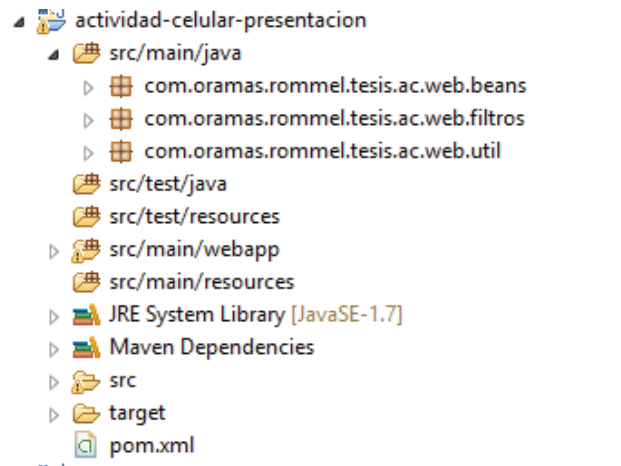 actividad-celular-presentacion
src/main/java
com.oramas.rommel.tesis.ac.web.beans
com.oramas.rommel.tesis.ac.web.filtros
com.oramas.rommel.tesis.ac.web.util
src/test/java
src/test/resources
src/main/webapp
src/main/resources
JRE System Library [JavaSE-1.7]
Maven Dependencies
src
target
pom.xml